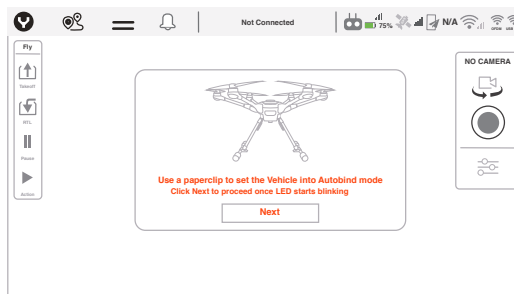 Not Connected
75%
N/A
Fly
Takeoff
RTL
Pause
Action
Use a paperclip to set the Vehicle into Autobind mode
Click Next to proceed once LED starts blinking
Next
NO CAMERA